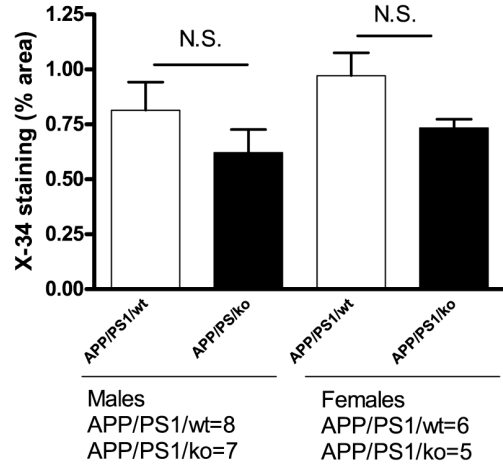 X-34 staining (% area)
1.25
1.00
0.75
0.50
0.25
0.00
N.S.
N.S.
APP/PS1/wt
APP/PS/ko
APP/PS1/wt
APP/PS1/ko
Males
APP/PS1/wt=8
APP/PS1/ko=7
Females
APP/PS1/wt=6
APP/PS1/ko=5